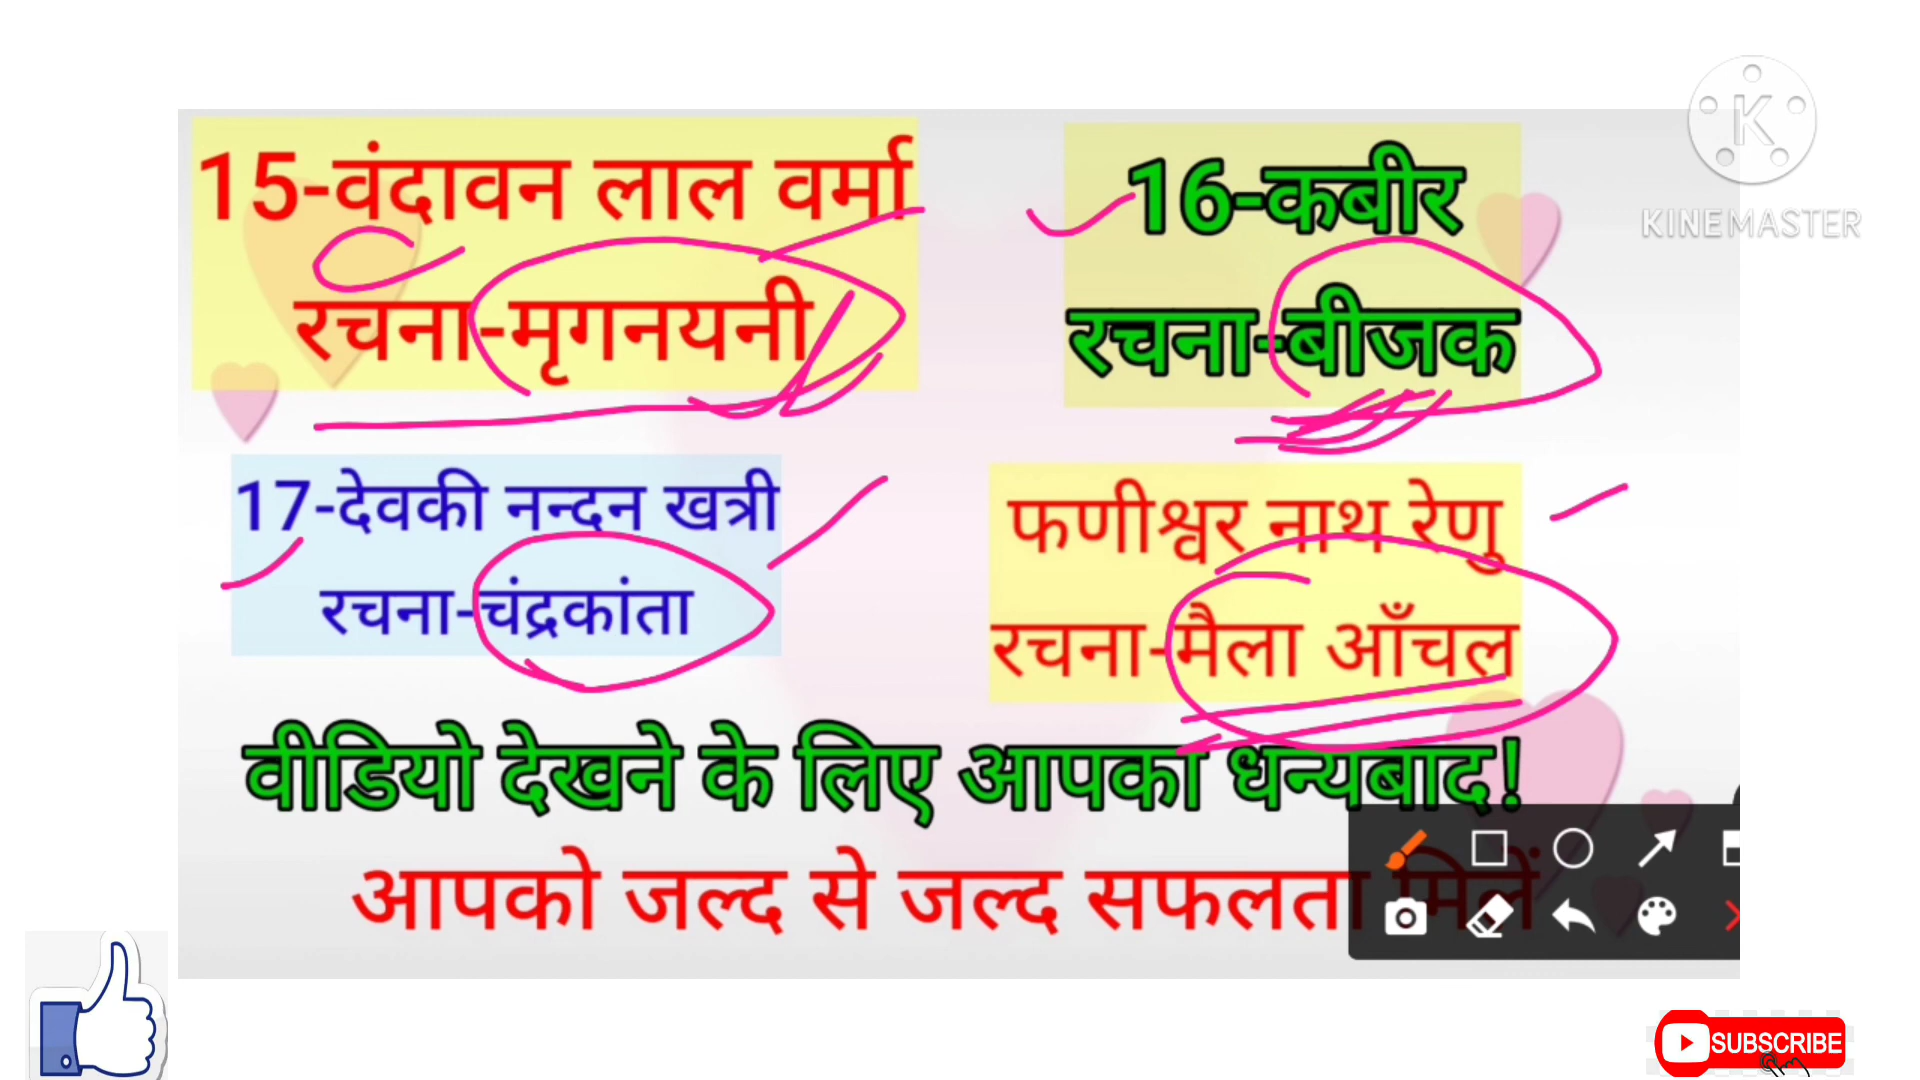 15-वंदावन लाल वर्मा
रचना-मृगनयनी
16-कबीर
रचना-बीजक
17-देवकी नन्दन खत्री
रचना-चंद्रकांता
फणीश्वर नाथ रेणु
रचना-मैला आँचल
वीडियो देखने के लिए आपका धन्यबाद!
आपको जल्द से जल्द सफलता मिलें
K
KINEMASTER
SUBSCRIBE